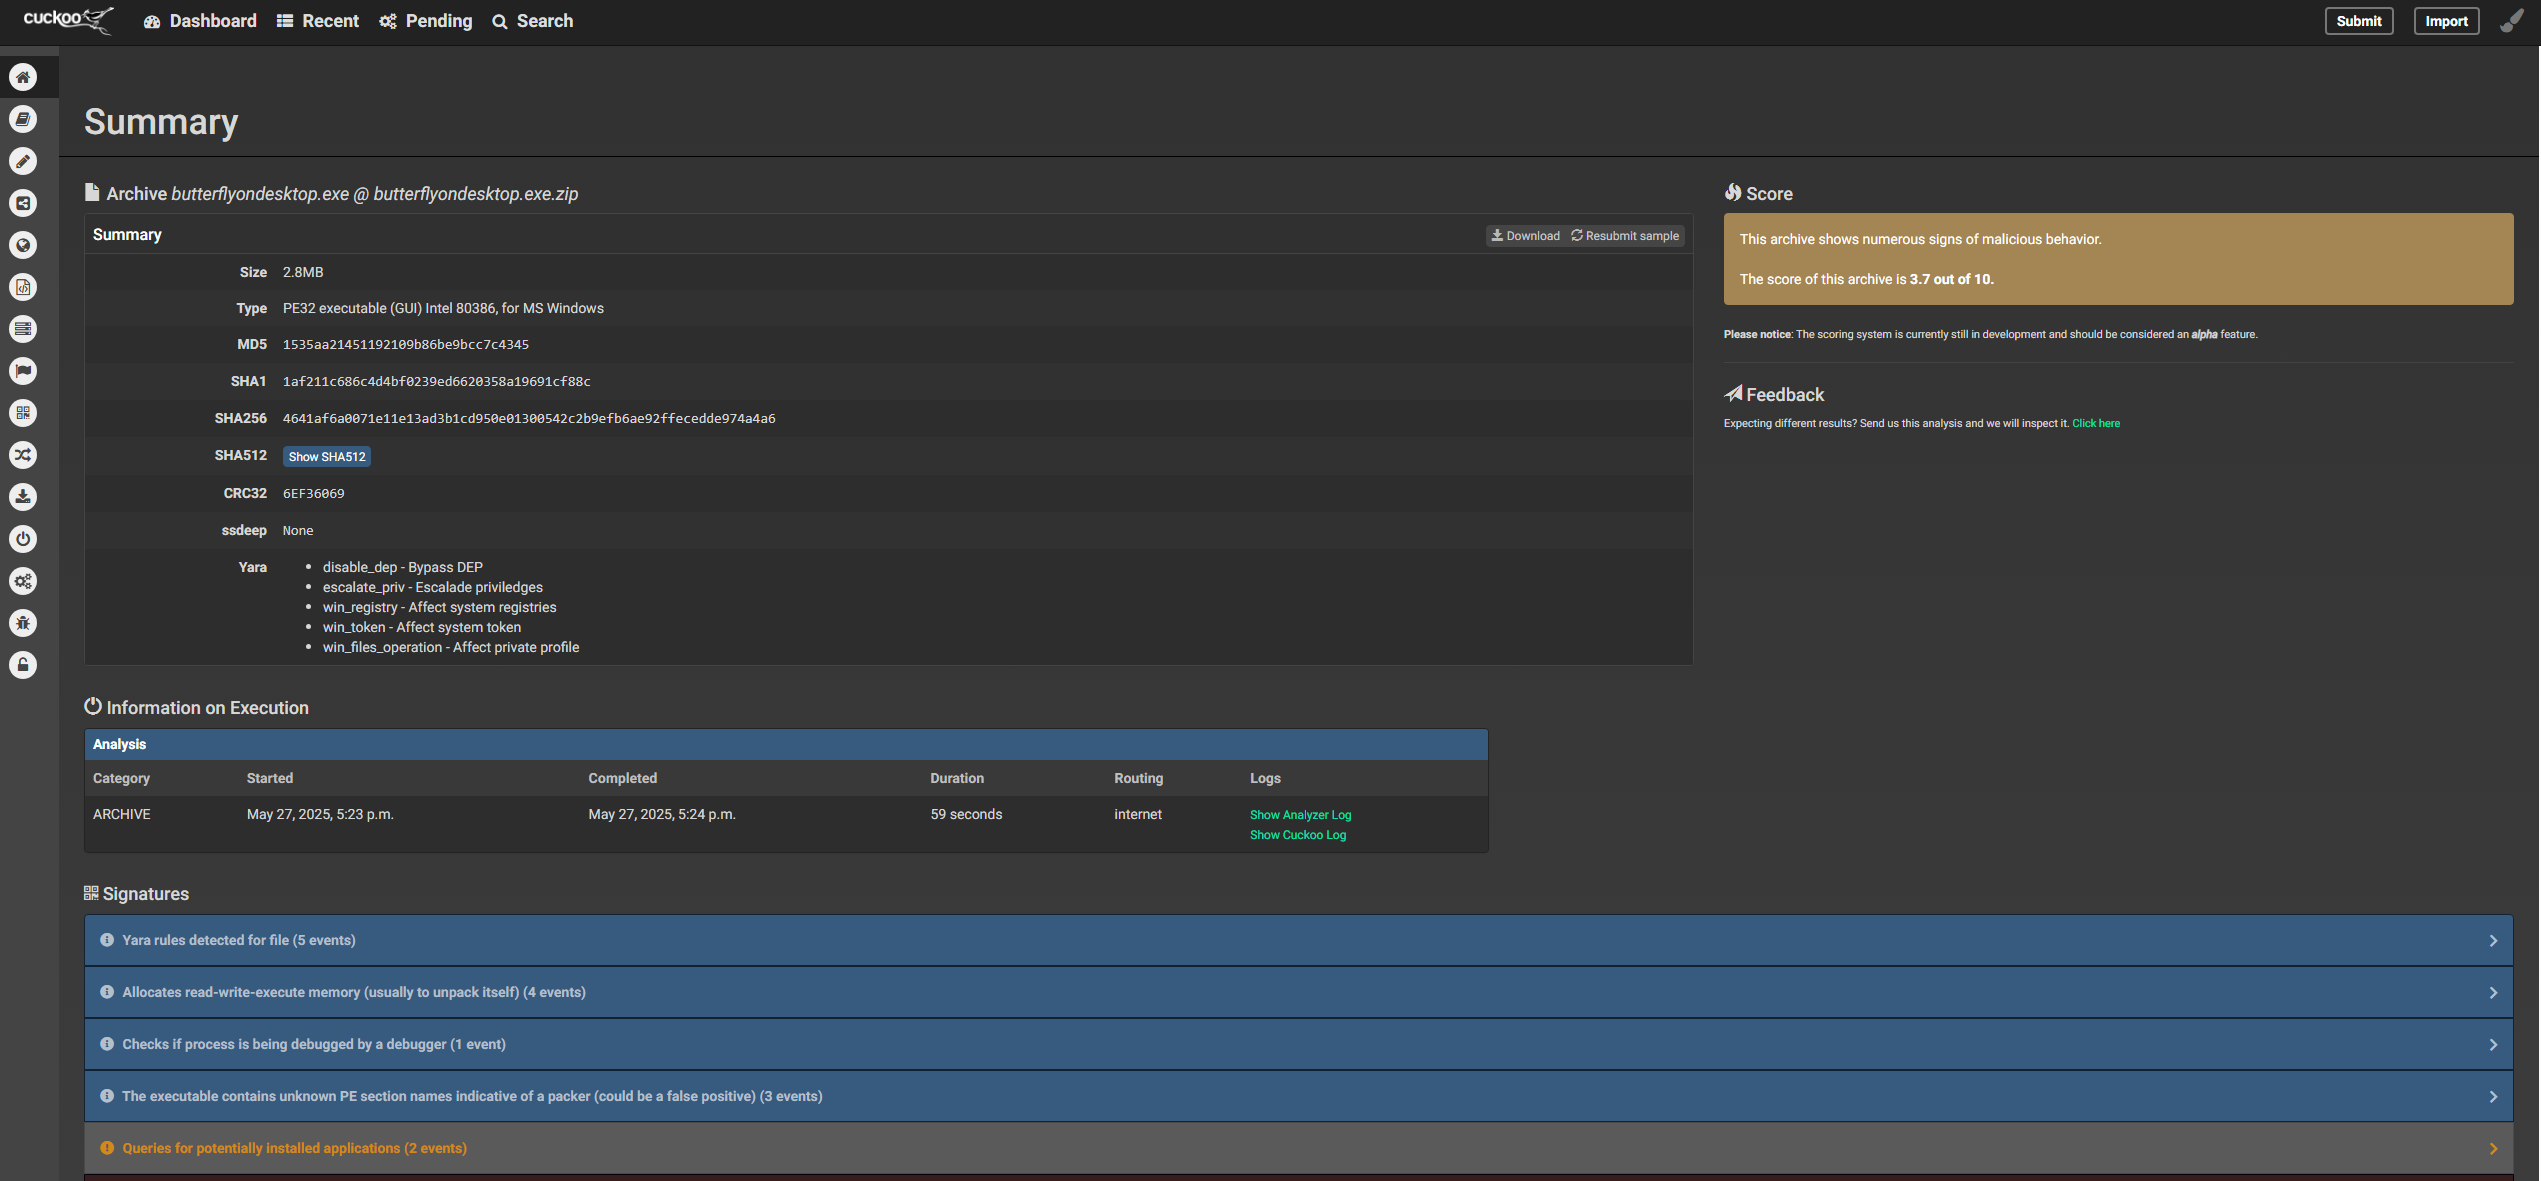 cuckoo Dashboard Recent Pending Search Submit Import
Summary
Archive butterflyondesktop.exe @ butterflyondesktop.exe.zip
Summary Download Resubmit sample
Size 2.8MB
Type PE32 executable (GUI) Intel 80386, for MS Windows
MD5 1535aa21451192109b86be9bcc7c4345
SHA1 1af211c686c4d4bf0239ed6620358a19691cf88c
SHA256 4641af6a0071e11e13ad3b1cd950e01300542c2b9efb6ae92ffecedde974a4a6
SHA512 Show SHA512
CRC32 6EF36069
ssdeep None
Yara
disable_dep - Bypass DEP
escalate_priv - Escalade priviledges
win_registry - Affect system registries
win_token - Affect system token
win_files_operation - Affect private profile
Score
This archive shows numerous signs of malicious behavior.
The score of this archive is 3.7 out of 10.
Please notice: The scoring system is currently still in development and should be considered an alpha feature.
Feedback
Expecting different results? Send us this analysis and we will inspect it. Click here
Information on Execution
Analysis
Category Started Completed Duration Routing Logs
ARCHIVE May 27, 2025, 5:23 p.m. May 27, 2025, 5:24 p.m. 59 seconds internet Show Analyzer Log
Show Cuckoo Log
Signatures
Yara rules detected for file (5 events)
Allocates read-write-execute memory (usually to unpack itself) (4 events)
Checks if process is being debugged by a debugger (1 event)
The executable contains unknown PE section names indicative of a packer (could be a false positive) (3 events)
Queries for potentially installed applications (2 events)